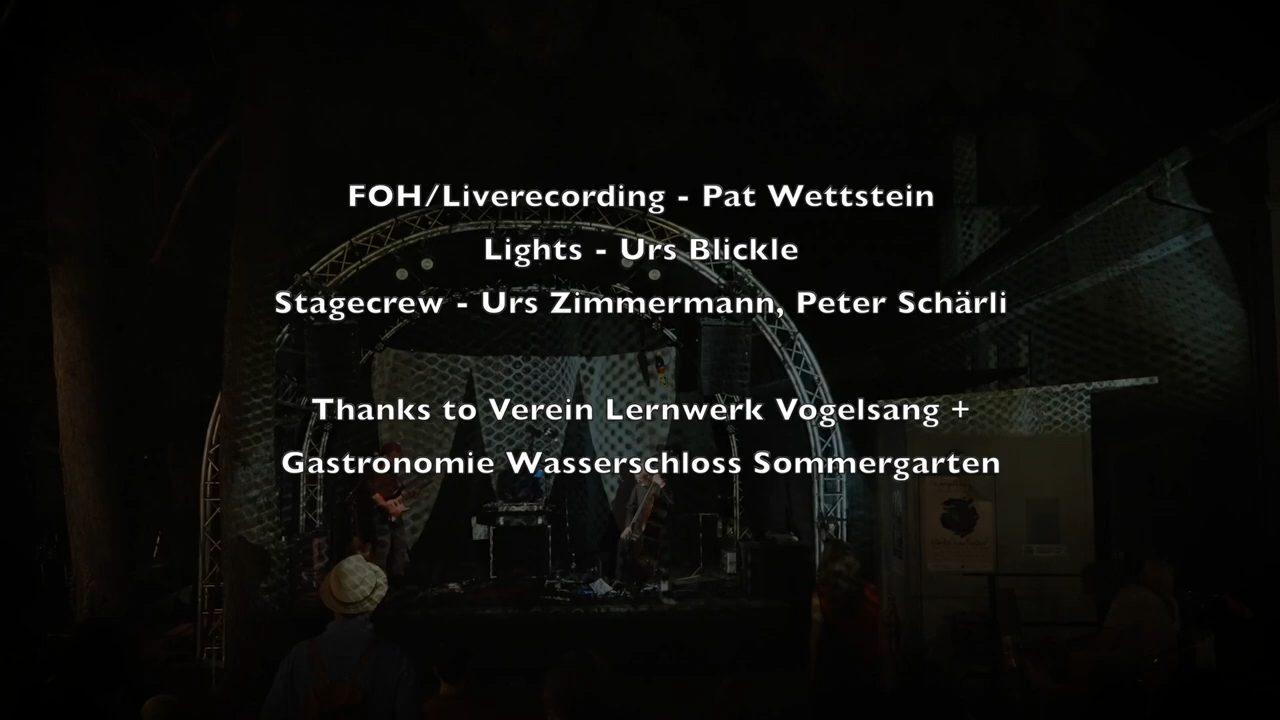 FOH/Liverecording - Pat Wettstein
Lights - Urs Blickle
Stagecrew - Urs Zimmermann, Peter Schärli
Thanks to Verein Lernwerk Vogelsang +
Gastronomie Wasserschloss Sommergarten